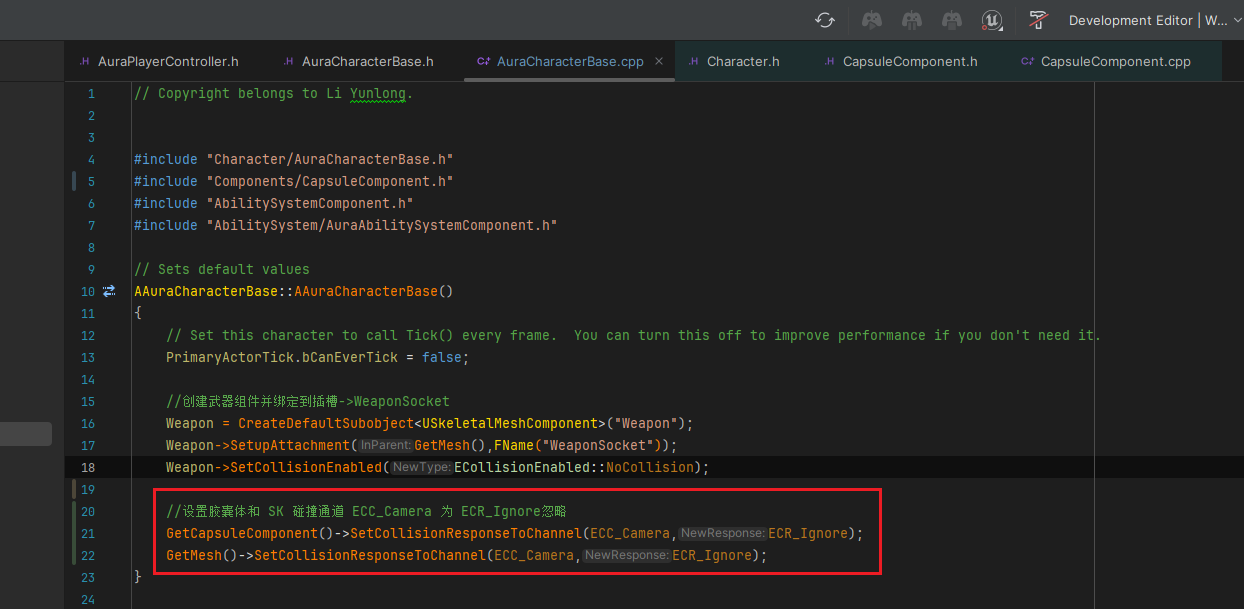 Development Editor | W...
AuraPlayerController.h
AuraCharacterBase.h
AuraCharacterBase.cpp
Character.h
CapsuleComponent.h
CapsuleComponent.cpp
1 // Copyright belongs to Li Yunlong.
2
3
4 #include "Character/AuraCharacterBase.h"
5 #include "Components/CapsuleComponent.h"
6 #include "AbilitySystemComponent.h"
7 #include "AbilitySystem/AuraAbilitySystemComponent.h"
8
9 // Sets default values
10 AAuraCharacterBase::AAuraCharacterBase()
11 {
12 // Set this character to call Tick() every frame.  You can turn this off to improve performance if you don't need it.
13 PrimaryActorTick.bCanEverTick = false;
14
15 //创建武器组件并绑定到插槽->WeaponSocket
16 Weapon = CreateDefaultSubobject<USkeletalMeshComponent>("Weapon");
17 Weapon->SetupAttachment(InParent:GetMesh(),FName("WeaponSocket"));
18 Weapon->SetCollisionEnabled(NewType:ECollisionEnabled::NoCollision);
19
20 //设置胶囊体和 SK 碰撞通道 ECC_Camera 为 ECR_Ignore忽略
21 GetCapsuleComponent()->SetCollisionResponseToChannel(ECC_Camera,NewResponse:ECR_Ignore);
22 GetMesh()->SetCollisionResponseToChannel(ECC_Camera,NewResponse:ECR_Ignore);
23 }
24